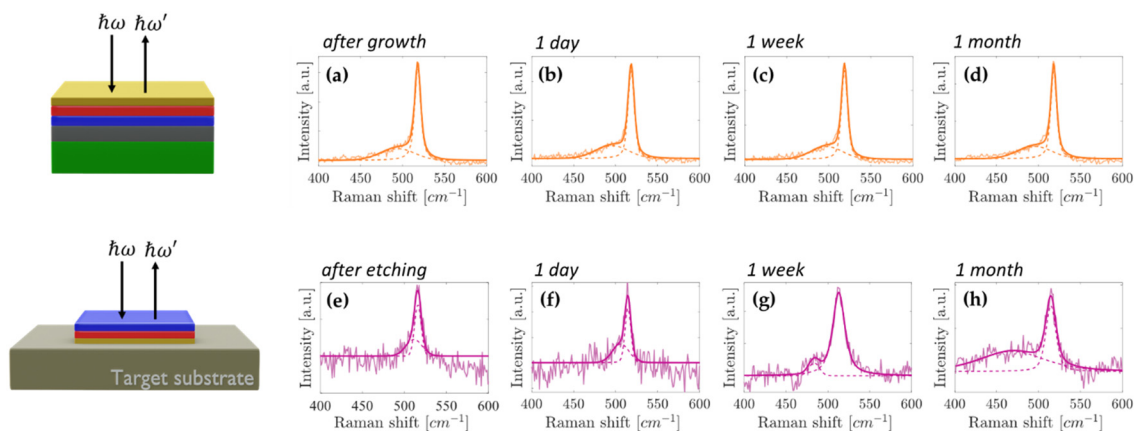 ħω ħω′
after growth
1 day
1 week
1 month
(a)
(b)
(c)
(d)
Intensity [a.u.]
Intensity [a.u.]
Intensity [a.u.]
Intensity [a.u.]
400 450 500 550 600
400 450 500 550 600
400 450 500 550 600
400 450 500 550 600
Raman shift [cm⁻¹]
Raman shift [cm⁻¹]
Raman shift [cm⁻¹]
Raman shift [cm⁻¹]
ħω ħω′
Target substrate
after etching
1 day
1 week
1 month
(e)
(f)
(g)
(h)
Intensity [a.u.]
Intensity [a.u.]
Intensity [a.u.]
Intensity [a.u.]
400 450 500 550 600
400 450 500 550 600
400 450 500 550 600
400 450 500 550 600
Raman shift [cm⁻¹]
Raman shift [cm⁻¹]
Raman shift [cm⁻¹]
Raman shift [cm⁻¹]